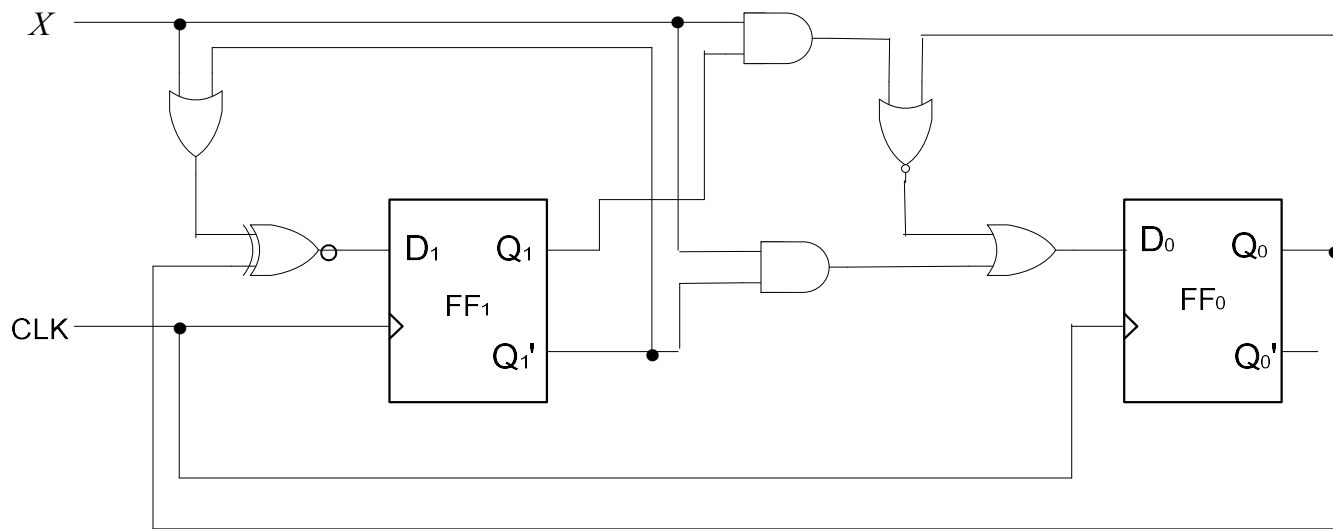 X
D₁ Q₁
FF₁
Q₁'
CLK
D₀ Q₀
FF₀
Q₀'